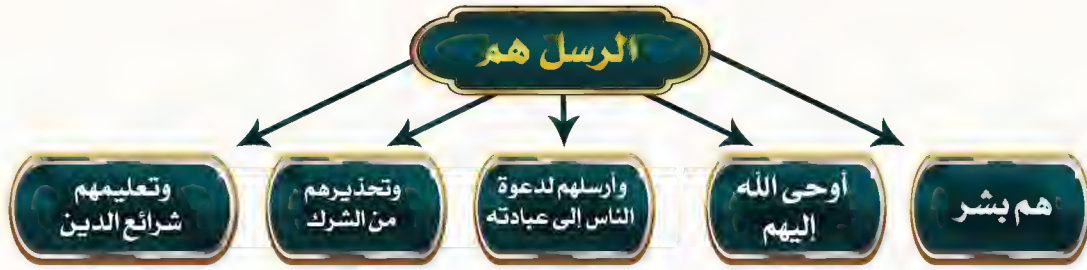 الرسل هم
هم بشر
أوحى الله
إليهم
وأرسلهم لدعوة
الناس إلى عبادته
وتحذيرهم
من الشرك
وتعليمهم
شرائع الدين